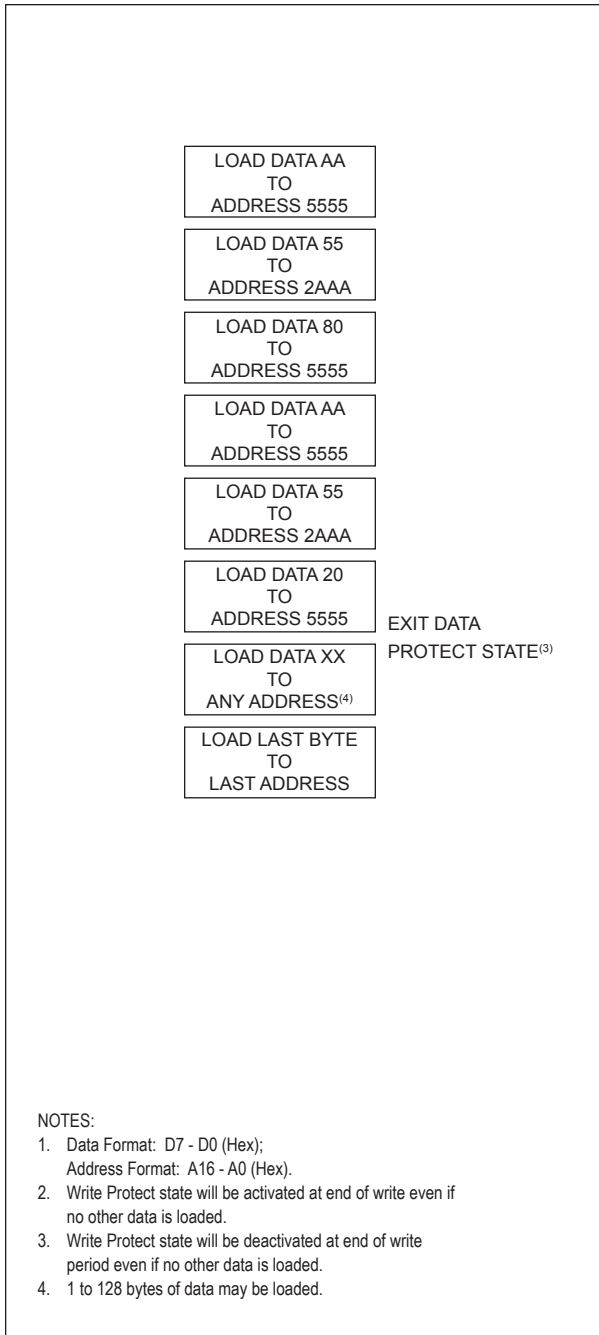 LOAD DATA AA
TO
ADDRESS 5555
LOAD DATA 55
TO
ADDRESS 2AAA
LOAD DATA 80
TO
ADDRESS 5555
LOAD DATA AA
TO
ADDRESS 5555
LOAD DATA 55
TO
ADDRESS 2AAA
LOAD DATA 20
TO
ADDRESS 5555
EXIT DATA
PROTECT STATE(3)
LOAD DATA XX
TO
ANY ADDRESS(4)
LOAD LAST BYTE
TO
LAST ADDRESS
NOTES:
1. Data Format: D7 - D0 (Hex);
Address Format: A16 - A0 (Hex).
2. Write Protect state will be activated at end of write even if
no other data is loaded.
3. Write Protect state will be deactivated at end of write
period even if no other data is loaded.
4. 1 to 128 bytes of data may be loaded.